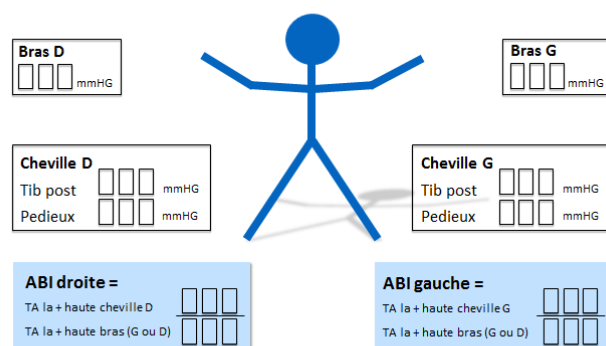 Bras D
mmHG
Bras G
mmHG
Cheville D
Tib post mmHG
Pedieux mmHG
Cheville G
Tib post mmHG
Pedieux mmHG
ABI droite =
TA la + haute cheville D
TA la + haute bras (G ou D)
ABI gauche =
TA la + haute cheville G
TA la + haute bras (G ou D)